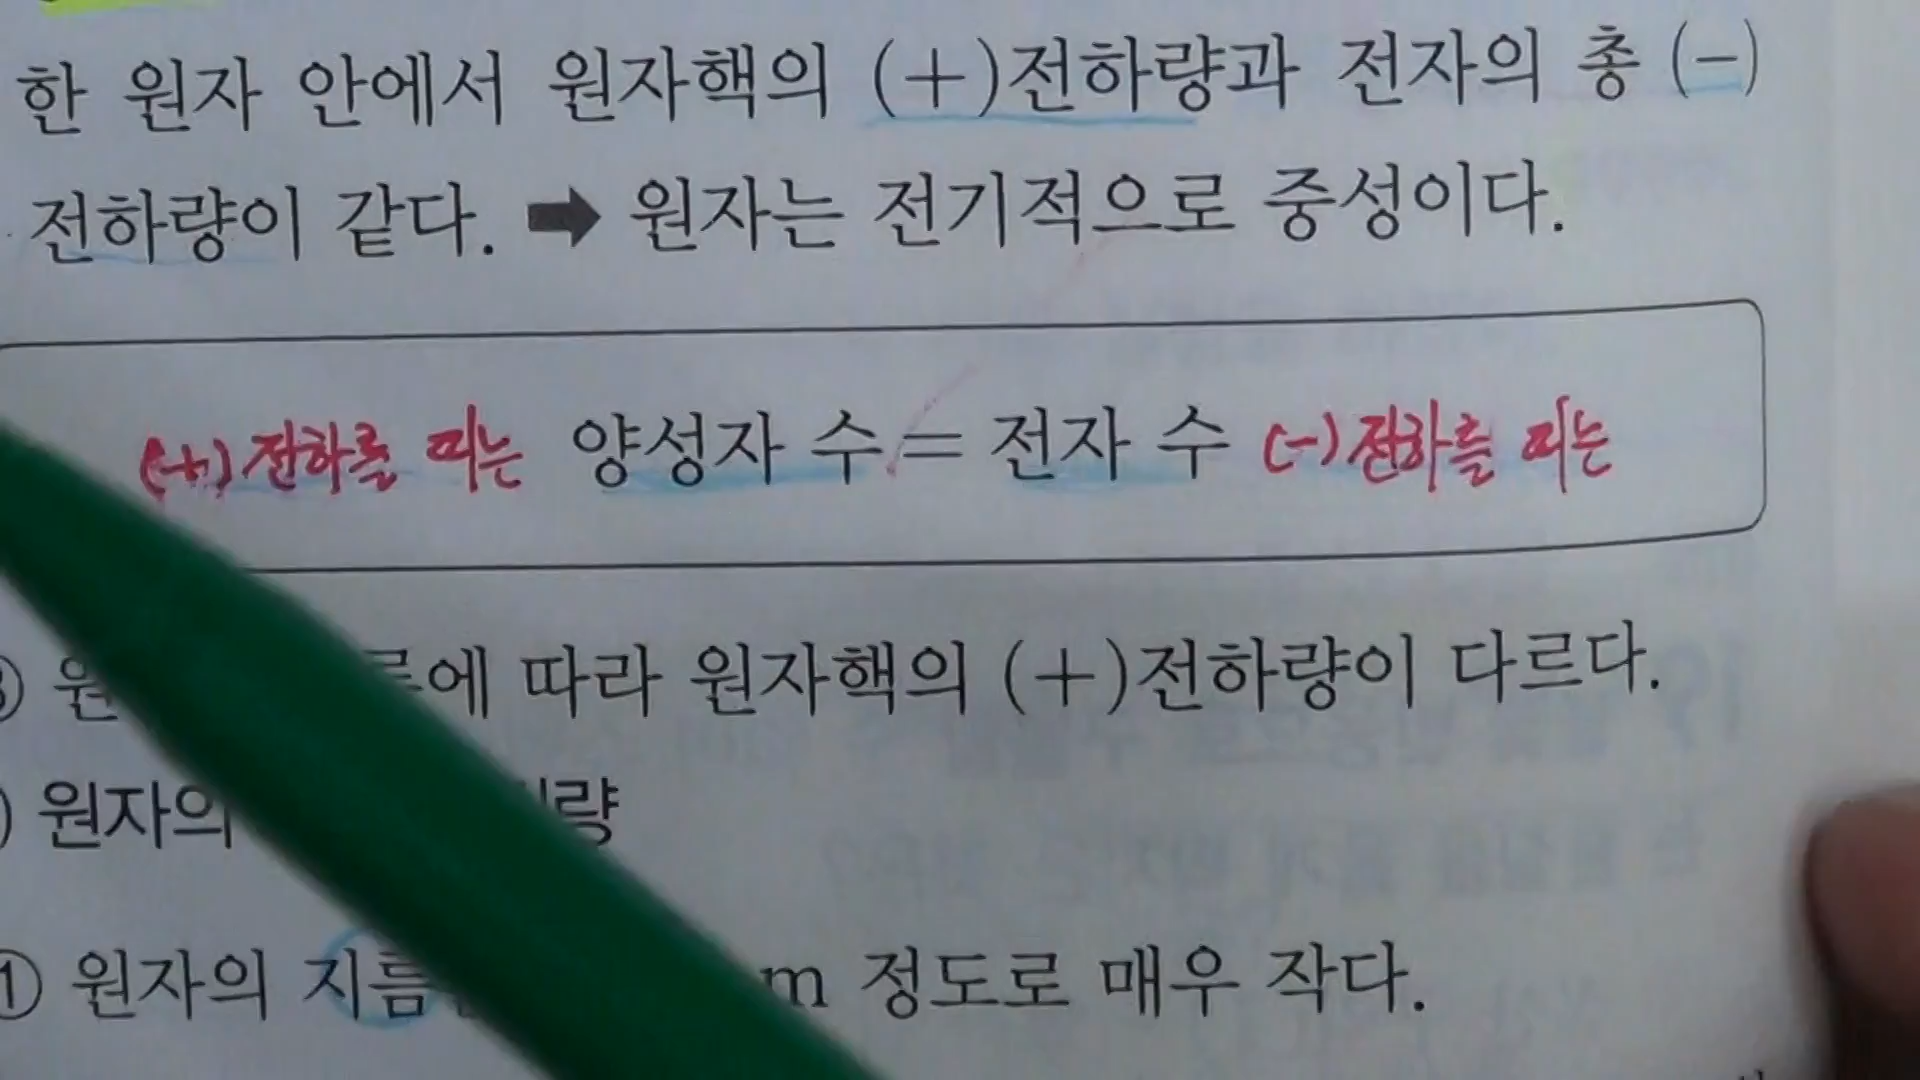 한 원자 안에서 원자핵의 (+)전하량과 전자의 총 (-)
전하량이 같다. ➡ 원자는 전기적으로 중성이다.
(+)전하를 띠는 양성자 수 = 전자 수 (-)전하를 띠는
에 따라 원자핵의 (+)전하량이 다르다.
원자의
① 원자의 지름 m 정도로 매우 작다.